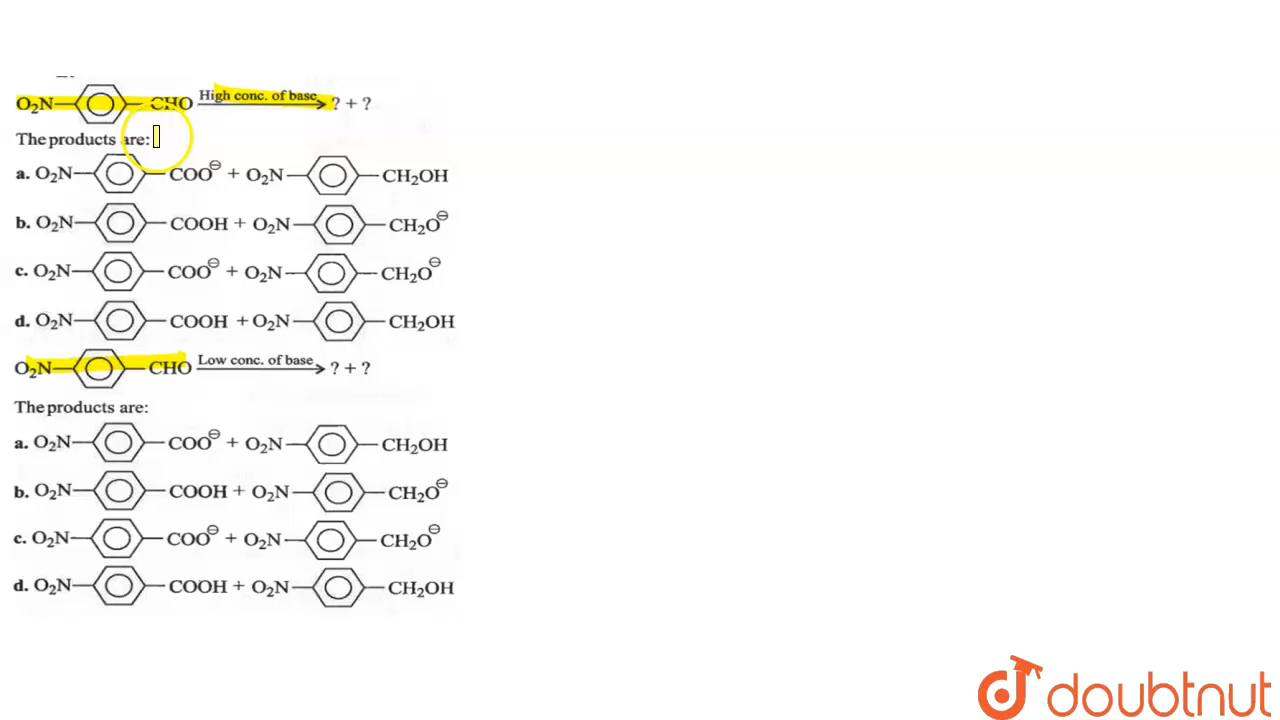 O2N CHO High conc. of base ? + ?
The products are:
a. O2N COO⊖ + O2N CH2OH
b. O2N COOH + O2N CH2O⊖
c. O2N COO⊖ + O2N CH2O⊖
d. O2N COOH + O2N CH2OH
O2N CHO Low conc. of base ? + ?
The products are:
a. O2N COO⊖ + O2N CH2OH
b. O2N COOH + O2N CH2O⊖
c. O2N COO⊖ + O2N CH2O⊖
d. O2N COOH + O2N CH2OH
doubtnut